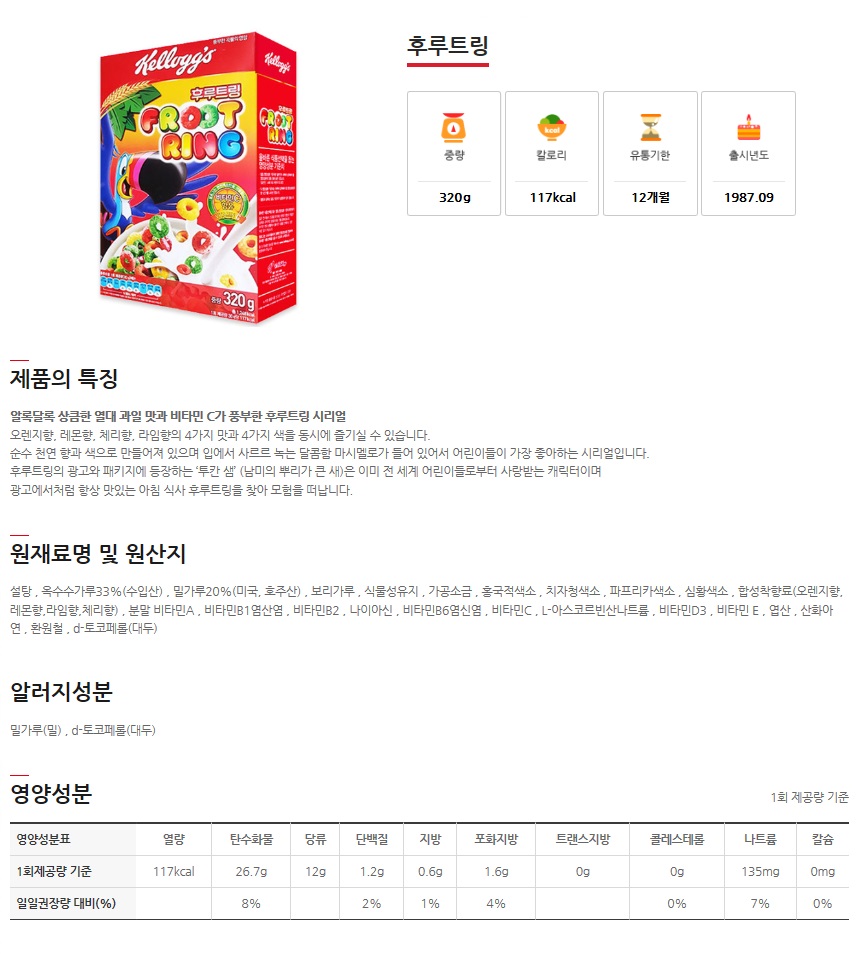 후루트링
Kellogg's
Kellogg's
후루트링
FROOT
RING
FROOT
RING
중량 320 g
중량
칼로리
유통기한
출시년도
320g
117kcal
12개월
1987.09
제품의 특징
알록달록 상큼한 열대 과일 맛과 비타민 C가 풍부한 후루트링 시리얼
오렌지향, 레몬향, 체리향, 라임향의 4가지 맛과 4가지 색을 동시에 즐기실 수 있습니다.
순수 천연 향과 색으로 만들어져 있으며 입에서 사르르 녹는 달콤함 마시멜로가 들어 있어서 어린이들이 가장 좋아하는 시리얼입니다.
후루트링의 광고와 패키지에 등장하는 ‘투칸 샘’ (남미의 뿌리가 큰 새)은 이미 전 세계 어린이들로부터 사랑받는 캐릭터이며
광고에서처럼 항상 맛있는 아침 식사 후루트링을 찾아 모험을 떠납니다.
원재료명 및 원산지
설탕 , 옥수수가루33%(수입산) , 밀가루20%(미국, 호주산) , 보리가루 , 식물성유지 , 가공소금 , 홍국적색소 , 치자청색소 , 파프리카색소 , 심황색소 , 합성착향료(오렌지향,
레몬향,라임향,체리향) , 분말 비타민A , 비타민B1염산염 , 비타민B2 , 나이아신 , 비타민B6염신염 , 비타민C , L-아스코르빈산나트륨 , 비타민D3 , 비타민 E , 엽산 , 산화아
연 , 환원철 , d-토코페롤(대두)
알러지성분
밀가루(밀) , d-토코페롤(대두)
영양성분
1회 제공량 기준
영양성분표 열량 탄수화물 당류 단백질 지방 포화지방 트랜스지방 콜레스테롤 나트륨 칼슘
1회제공량 기준 117kcal 26.7g 12g 1.2g 0.6g 1.6g 0g 0g 135mg 0mg
일일권장량 대비(%) 8% 2% 1% 4% 0% 7% 0%